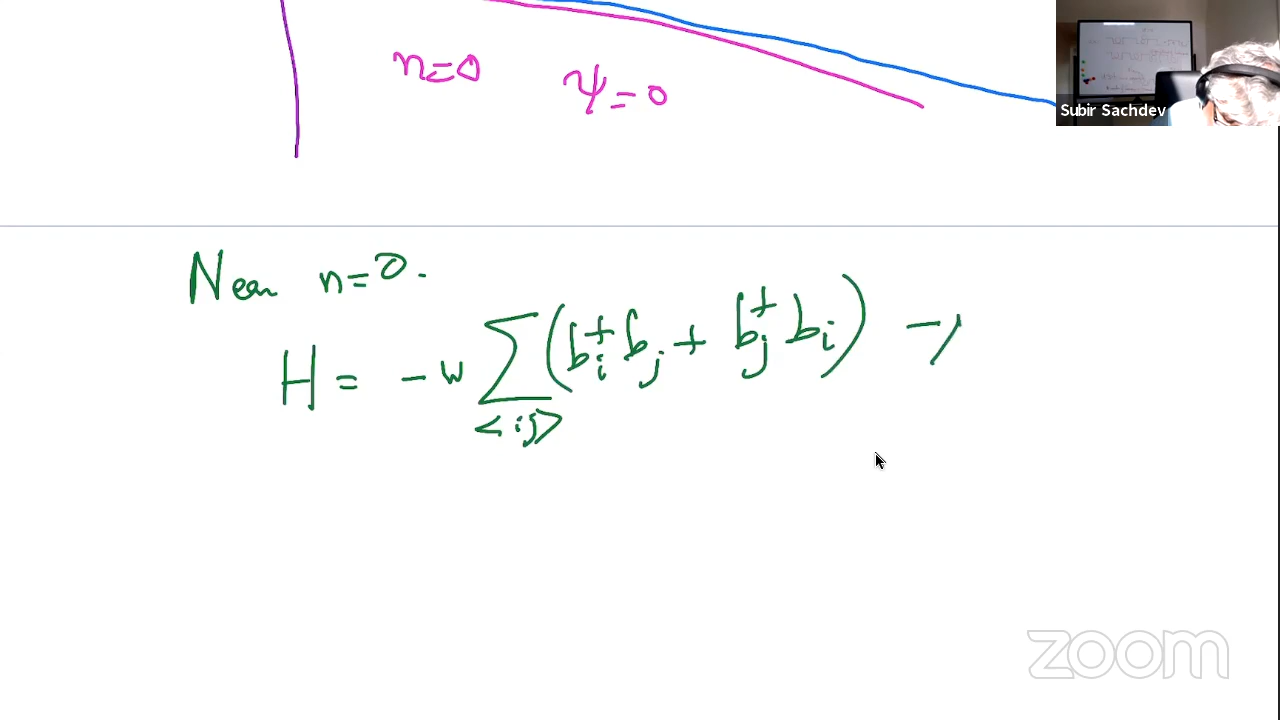 n=0 ψ=0
Subir Sachdev
Near n=0.
H = -w ∑ (b_i^† b_j + b_j^† b_i) -
<ij>
zoom